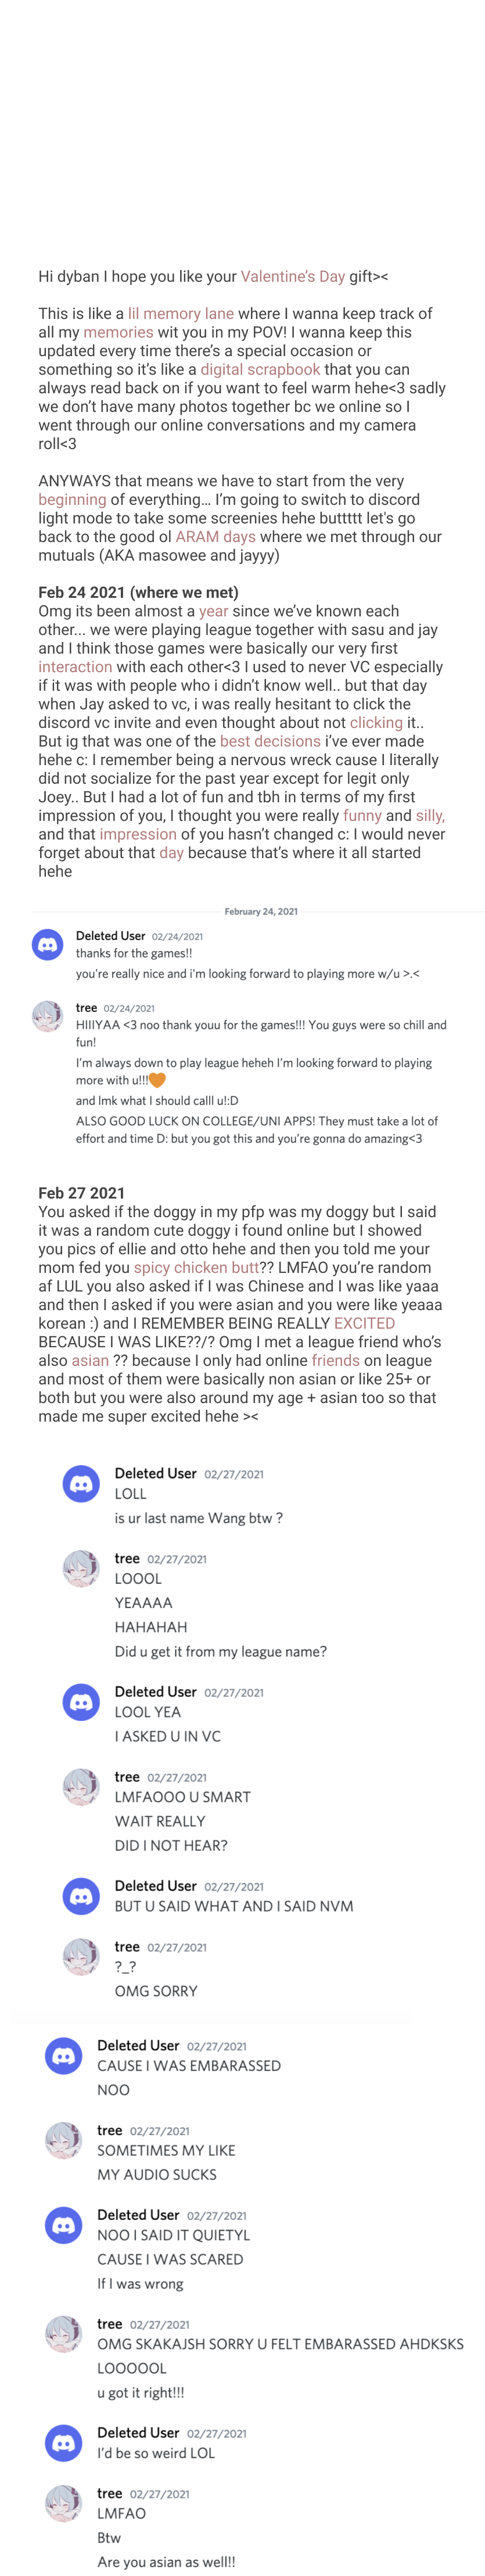 Hi dyban I hope you like your Valentine's Day gift><
This is like a lil memory lane where I wanna keep track of
all my memories wit you in my POV! I wanna keep this
updated every time there's a special occasion or
something so it's like a digital scrapbook that you can
always read back on if you want to feel warm hehe<3 sadly
we don't have many photos together bc we online so I
went through our online conversations and my camera
roll<3
ANYWAYS that means we have to start from the very
beginning of everything... I'm going to switch to discord
light mode to take some screenies hehe buttttt let's go
back to the good ol ARAM days where we met through our
mutuals (AKA masowee and jayyy)
Feb 24 2021 (where we met)
Omg its been almost a year since we've known each
other... we were playing league together with sasu and jay
and I think those games were basically our very first
interaction with each other<3 I used to never VC especially
if it was with people who i didn't know well.. but that day
when Jay asked to vc, i was really hesitant to click the
discord vc invite and even thought about not clicking it..
But ig that was one of the best decisions i've ever made
hehe c: I remember being a nervous wreck cause I literally
did not socialize for the past year except for legit only
Joey.. But I had a lot of fun and tbh in terms of my first
impression of you, I thought you were really funny and silly,
and that impression of you hasn't changed c: I would never
forget about that day because that's where it all started
hehe
February 24, 2021
Deleted User 02/24/2021
thanks for the games!!
you're really nice and i'm looking forward to playing more w/u >.<
tree 02/24/2021
HIIIYAA <3 noo thank youu for the games!!! You guys were so chill and
fun!
I'm always down to play league heheh I'm looking forward to playing
more with u!!!🧡
and lmk what I should calll u!:D
ALSO GOOD LUCK ON COLLEGE/UNI APPS! They must take a lot of
effort and time D: but you got this and you're gonna do amazing<3
Feb 27 2021
You asked if the doggy in my pfp was my doggy but I said
it was a random cute doggy i found online but I showed
you pics of ellie and otto hehe and then you told me your
mom fed you spicy chicken butt?? LMFAO you're random
af LUL you also asked if I was Chinese and I was like yaaa
and then I asked if you were asian and you were like yeaaa
korean :) and I REMEMBER BEING REALLY EXCITED
BECAUSE I WAS LIKE??/? Omg I met a league friend who's
also asian ?? because I only had online friends on league
and most of them were basically non asian or like 25+ or
both but you were also around my age + asian too so that
made me super excited hehe ><
Deleted User 02/27/2021
LOLL
is ur last name Wang btw ?
tree 02/27/2021
LOOOL
YEAAAA
HAHAHAH
Did u get it from my league name?
Deleted User 02/27/2021
LOOL YEA
I ASKED U IN VC
tree 02/27/2021
LMFAOOO U SMART
WAIT REALLY
DID I NOT HEAR?
Deleted User 02/27/2021
BUT U SAID WHAT AND I SAID NVM
tree 02/27/2021
?_?
OMG SORRY
Deleted User 02/27/2021
CAUSE I WAS EMBARASSED
NOO
tree 02/27/2021
SOMETIMES MY LIKE
MY AUDIO SUCKS
Deleted User 02/27/2021
NOO I SAID IT QUIETYL
CAUSE I WAS SCARED
If I was wrong
tree 02/27/2021
OMG SKAKAJSH SORRY U FELT EMBARASSED AHDKSKS
LOOOOOL
u got it right!!!
Deleted User 02/27/2021
I'd be so weird LOL
tree 02/27/2021
LMFAO
Btw
Are you asian as well!!